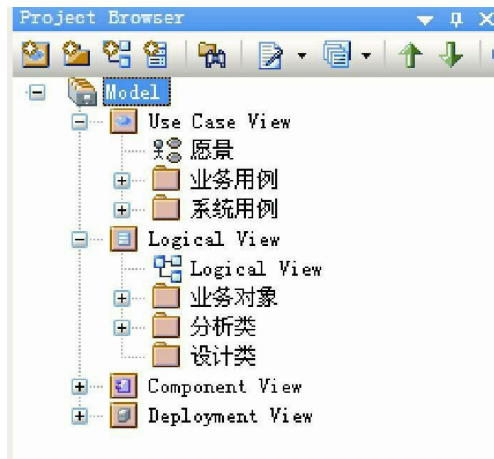 Project Browser
Model
Use Case View
愿景
业务用例
系统用例
Logical View
Logical View
业务对象
分析类
设计类
Component View
Deployment View